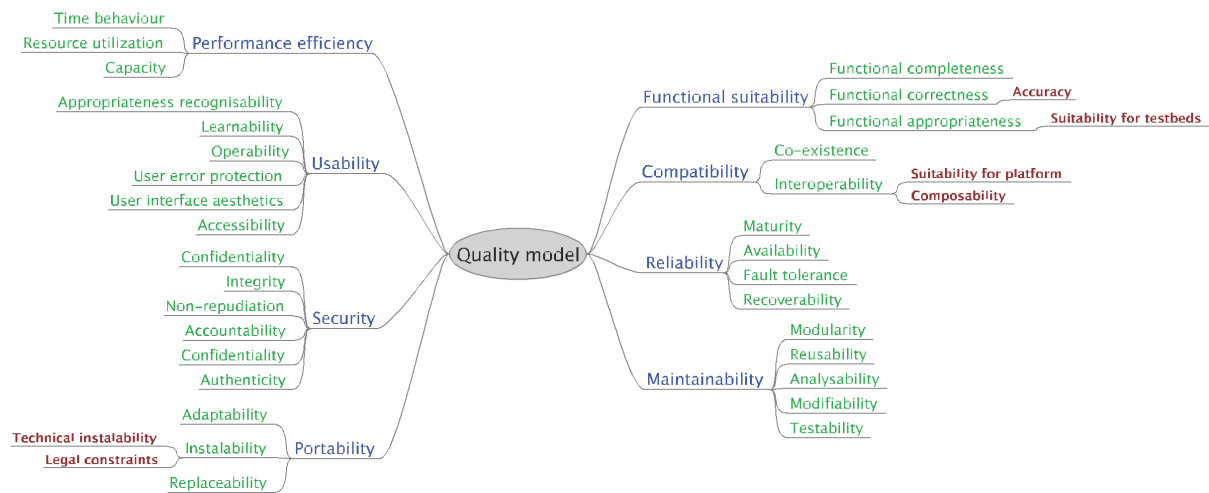 Time behaviour
Resource utilization
Capacity
Performance efficiency
Appropriateness recognisability
Learnability
Operability
User error protection
User interface aesthetics
Accessibility
Usability
Confidentiality
Integrity
Non-repudiation
Accountability
Confidentiality
Authenticity
Security
Adaptability
Technical instalability
Legal constraints
Instalability
Replaceability
Portability
Quality model
Functional suitability
Functional completeness
Functional correctness
Accuracy
Functional appropriateness
Suitability for testbeds
Compatibility
Co-existence
Interoperability
Suitability for platform
Composability
Reliability
Maturity
Availability
Fault tolerance
Recoverability
Maintainability
Modularity
Reusability
Analysability
Modifiability
Testability